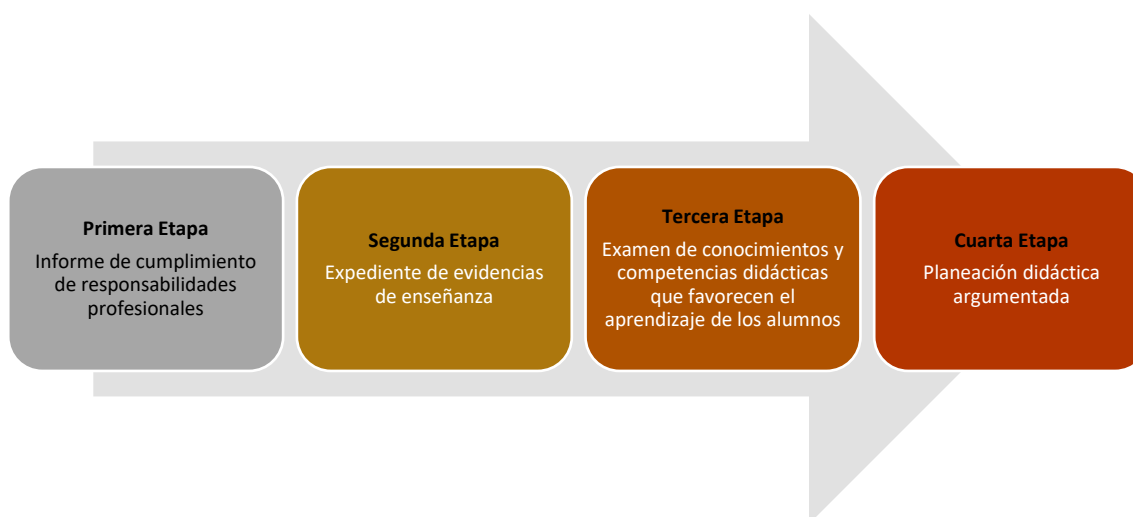 Primera Etapa
Informe de cumplimiento
de responsabilidades
profesionales
Segunda Etapa
Expediente de evidencias
de enseñanza
Tercera Etapa
Examen de conocimientos y
competencias didácticas
que favorecen el
aprendizaje de los alumnos
Cuarta Etapa
Planeación didáctica
argumentada